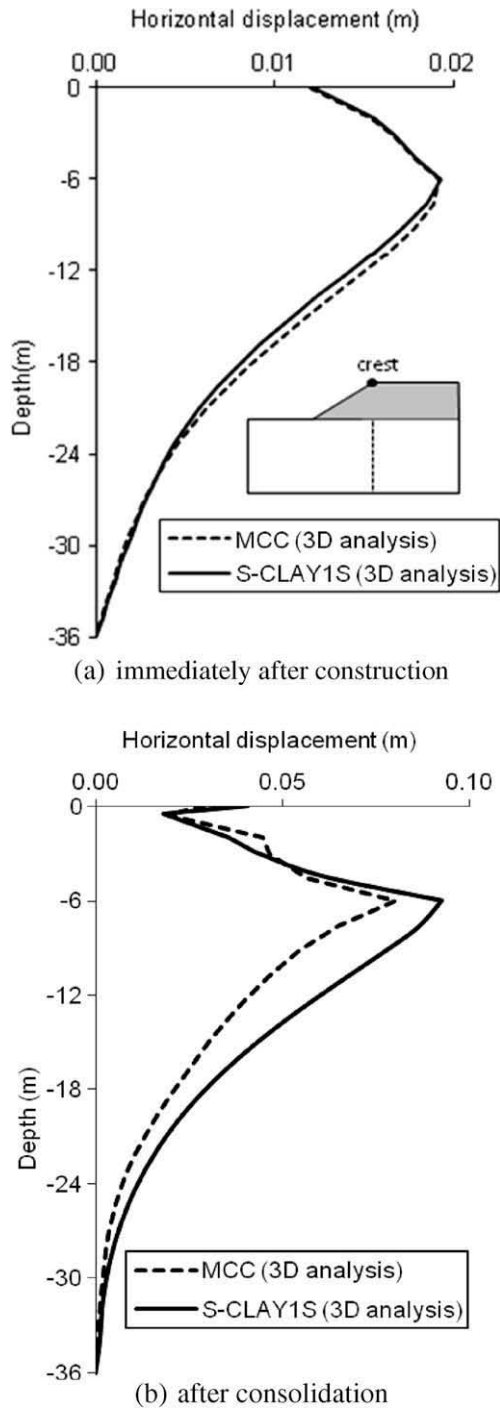 Horizontal displacement (m)
0.00 0.01 0.02
0
-6
-12
-18
-24
-30
-36
Depth(m)
crest
MCC (3D analysis)
S-CLAY1S (3D analysis)
(a) immediately after construction
Horizontal displacement (m)
0.00 0.05 0.10
0
-6
-12
-18
-24
-30
-36
Depth (m)
MCC (3D analysis)
S-CLAY1S (3D analysis)
(b) after consolidation